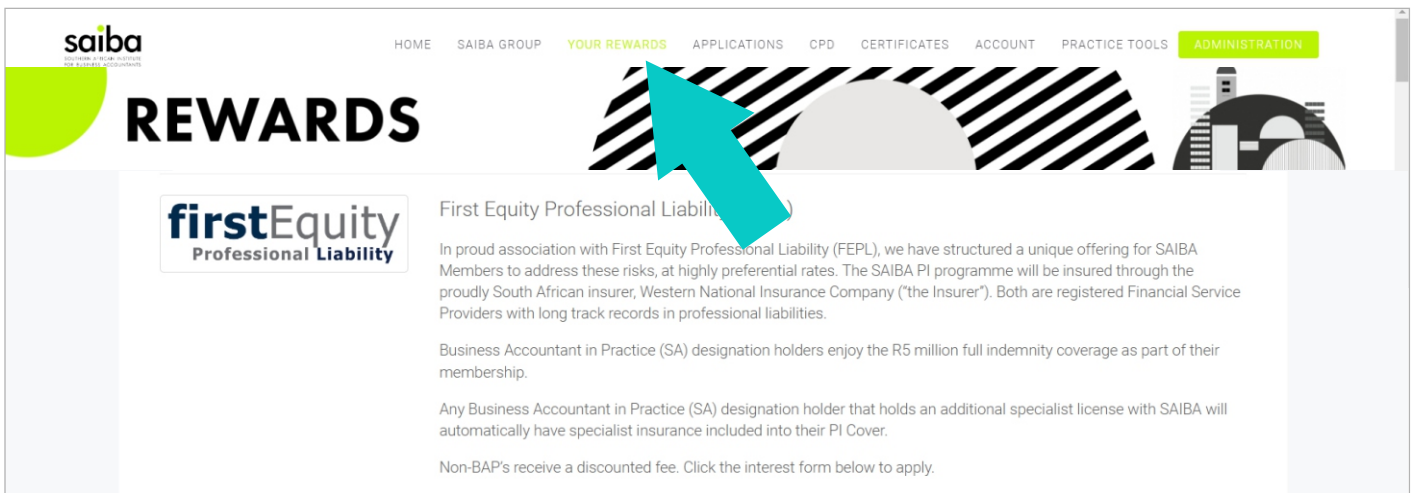 saiba
SOUTHERN AFRICAN INSTITUTE
FOR BUSINESS ACCOUNTANTS
HOME SAIBA GROUP YOUR REWARDS APPLICATIONS CPD CERTIFICATES ACCOUNT PRACTICE TOOLS ADMINISTRATION
REWARDS
firstEquity
Professional Liability
First Equity Professional Liabili )
In proud association with First Equity Professional Liability (FEPL), we have structured a unique offering for SAIBA
Members to address these risks, at highly preferential rates. The SAIBA PI programme will be insured through the
proudly South African insurer, Western National Insurance Company (“the Insurer”). Both are registered Financial Service
Providers with long track records in professional liabilities.
Business Accountant in Practice (SA) designation holders enjoy the R5 million full indemnity coverage as part of their
membership.
Any Business Accountant in Practice (SA) designation holder that holds an additional specialist license with SAIBA will
automatically have specialist insurance included into their PI Cover.
Non-BAP's receive a discounted fee. Click the interest form below to apply.